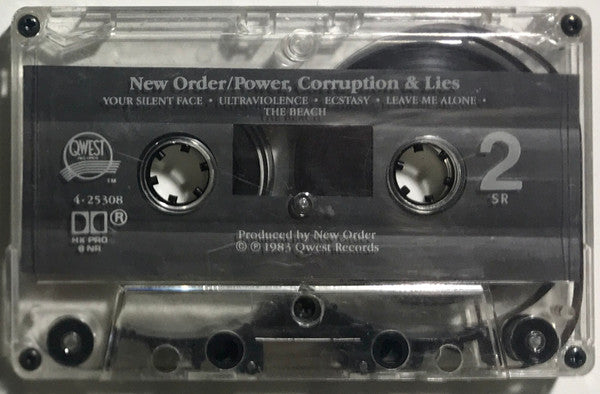 New Order/Power, Corruption & Lies
YOUR SILENT FACE • ULTRAVIOLENCE • ECSTASY • LEAVE ME ALONE •
THE BEACH
QWEST
RECORDS
TM
2
SR
4-25308
®
HX PRO
B NR
Produced by New Order
© ℗ 1983 Qwest Records